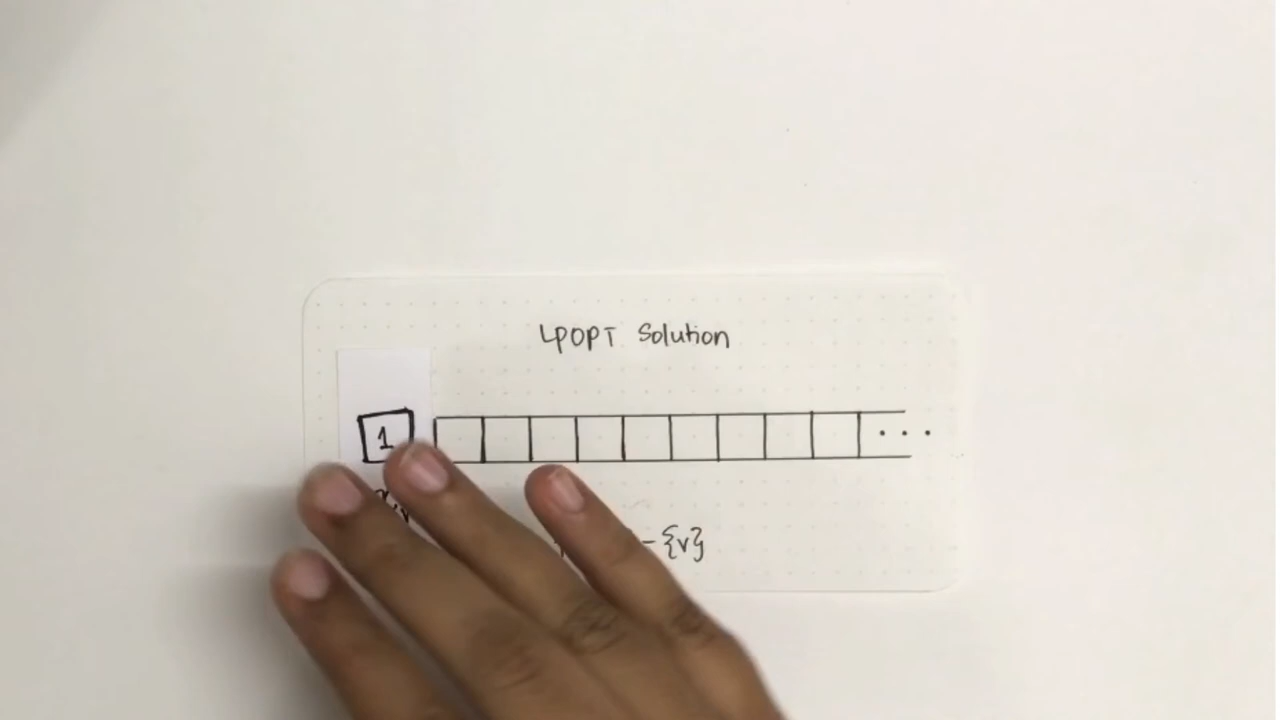 LPOPT Solution
1 . . .
- {v}